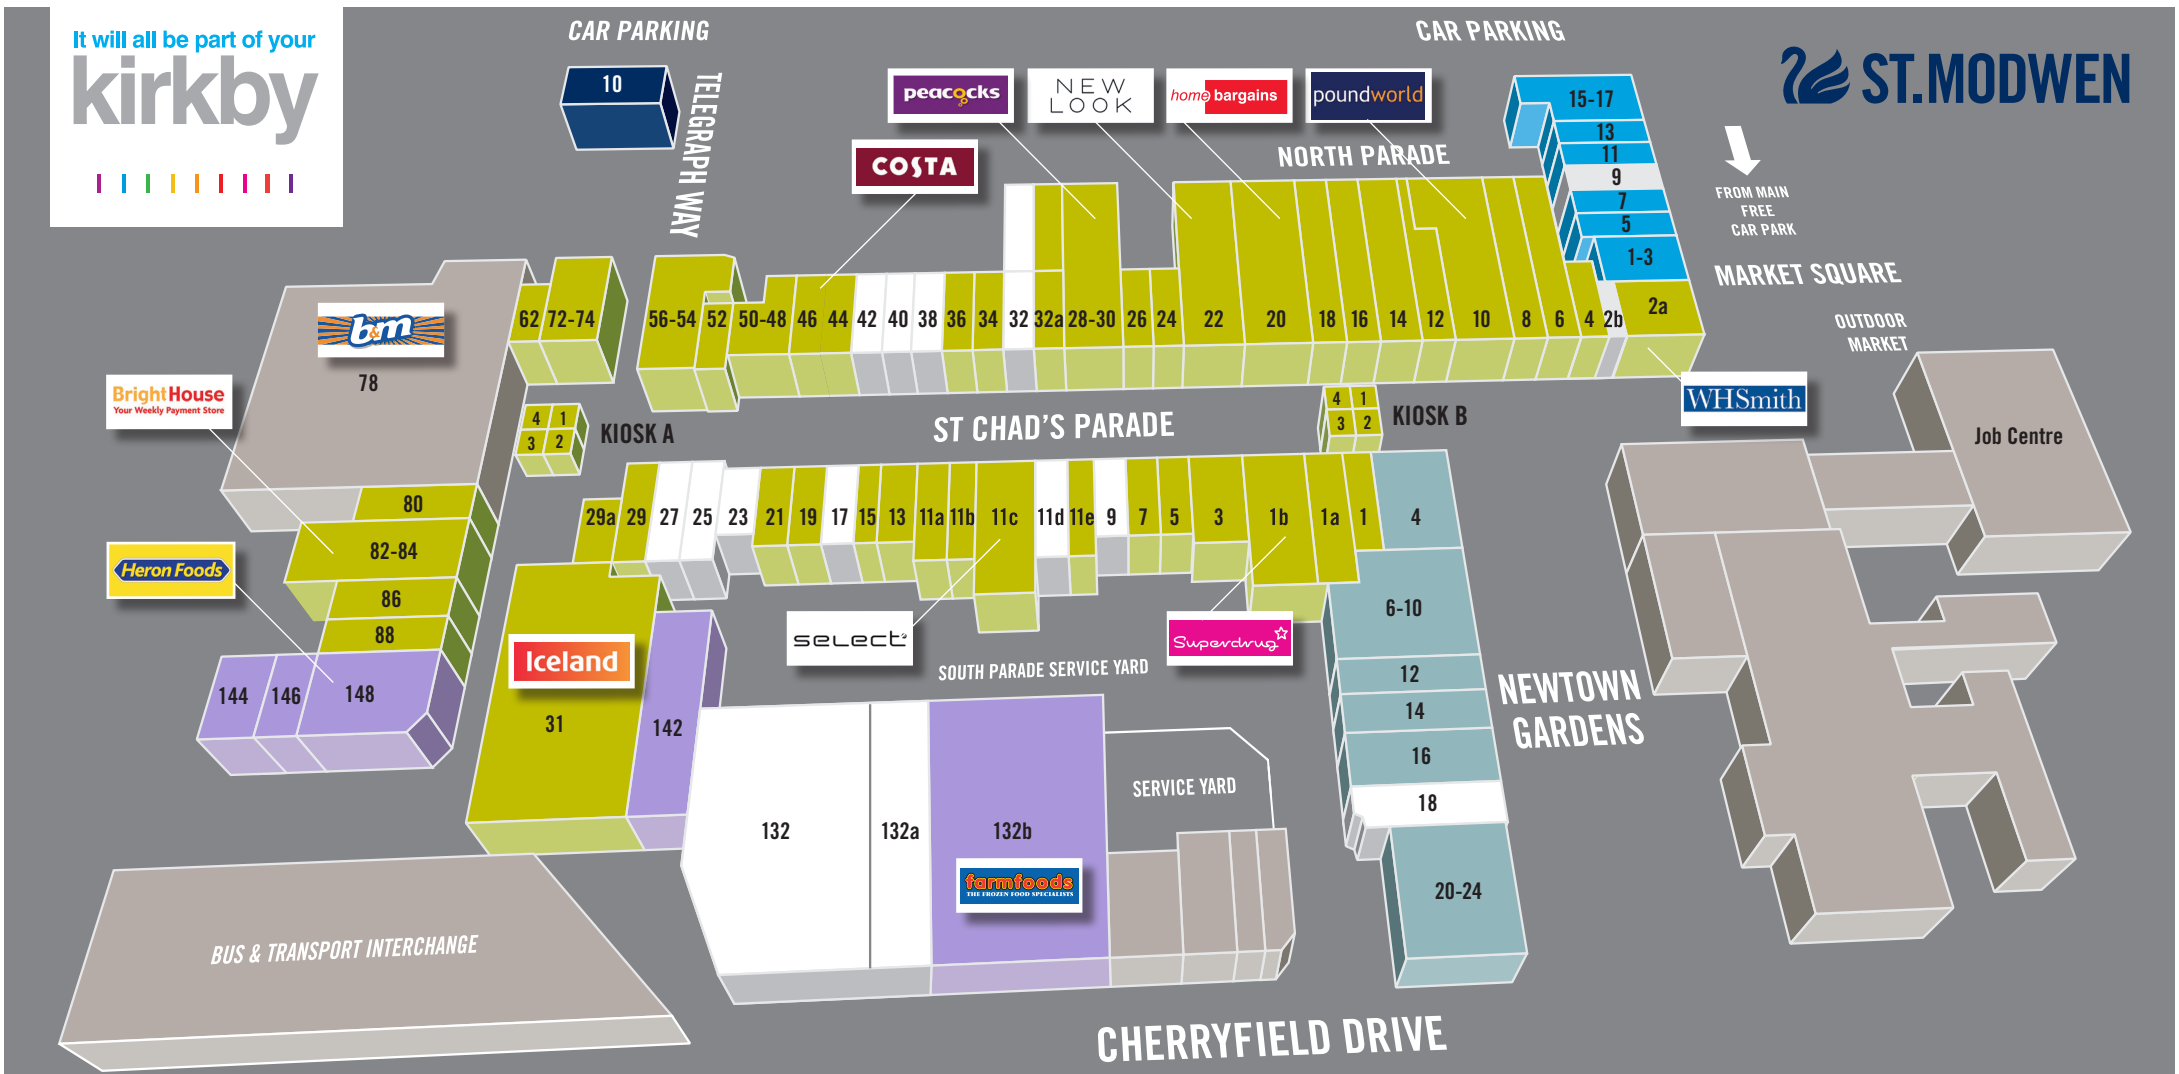 It will all be part of your
kirkby
CAR PARKING
CAR PARKING
ST.MODWEN
10
TELEGRAPH WAY
peacocks
NEW
LOOK
home bargains
poundworld
COSTA
NORTH PARADE
15-17
13
11
9
7
5
1-3
FROM MAIN
FREE
CAR PARK
MARKET SQUARE
OUTDOOR
MARKET
b&m
78
62
72-74
56-54
52
50-48
46
44
42
40
38
36
34
32
32a
28-30
26
24
22
20
18
16
14
12
10
8
6
4
2b
2a
WHSmith
BrightHouse
Your Weekly Payment Store
4
1
3
2
KIOSK A
ST CHAD'S PARADE
4
1
3
2
KIOSK B
Job Centre
80
82-84
86
88
Heron Foods
144
146
148
29a
29
27
25
23
21
19
17
15
13
11a
11b
11c
11d
11e
9
7
5
3
1b
1a
1
4
6-10
12
14
16
18
20-24
select
Superdrug
Iceland
31
142
SOUTH PARADE SERVICE YARD
NEWTOWN
GARDENS
SERVICE YARD
132
132a
132b
farmfoods
THE FROZEN FOOD SPECIALISTS
BUS & TRANSPORT INTERCHANGE
CHERRYFIELD DRIVE